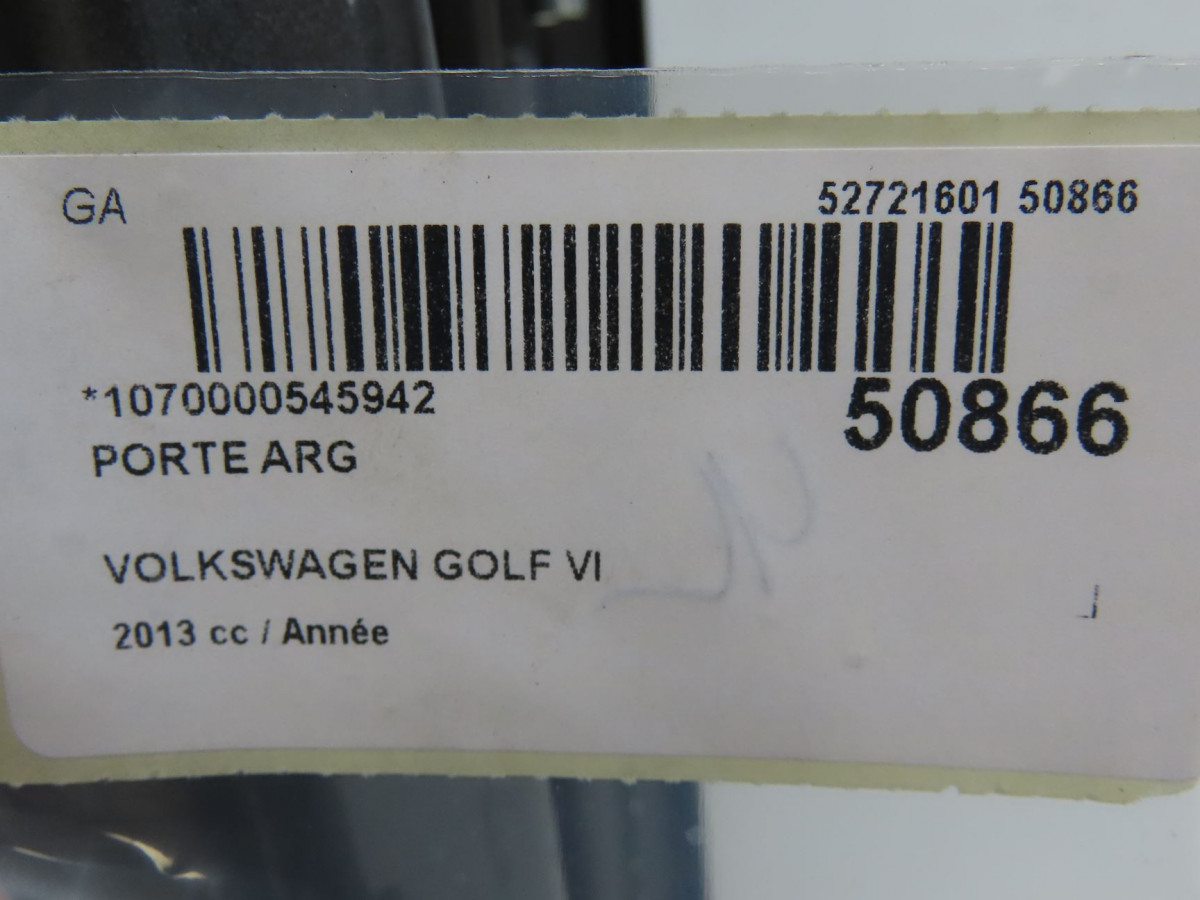 GA
52721601 50866
*1070000545942
50866
PORTE ARG
VOLKSWAGEN GOLF VI
2013 cc / Année